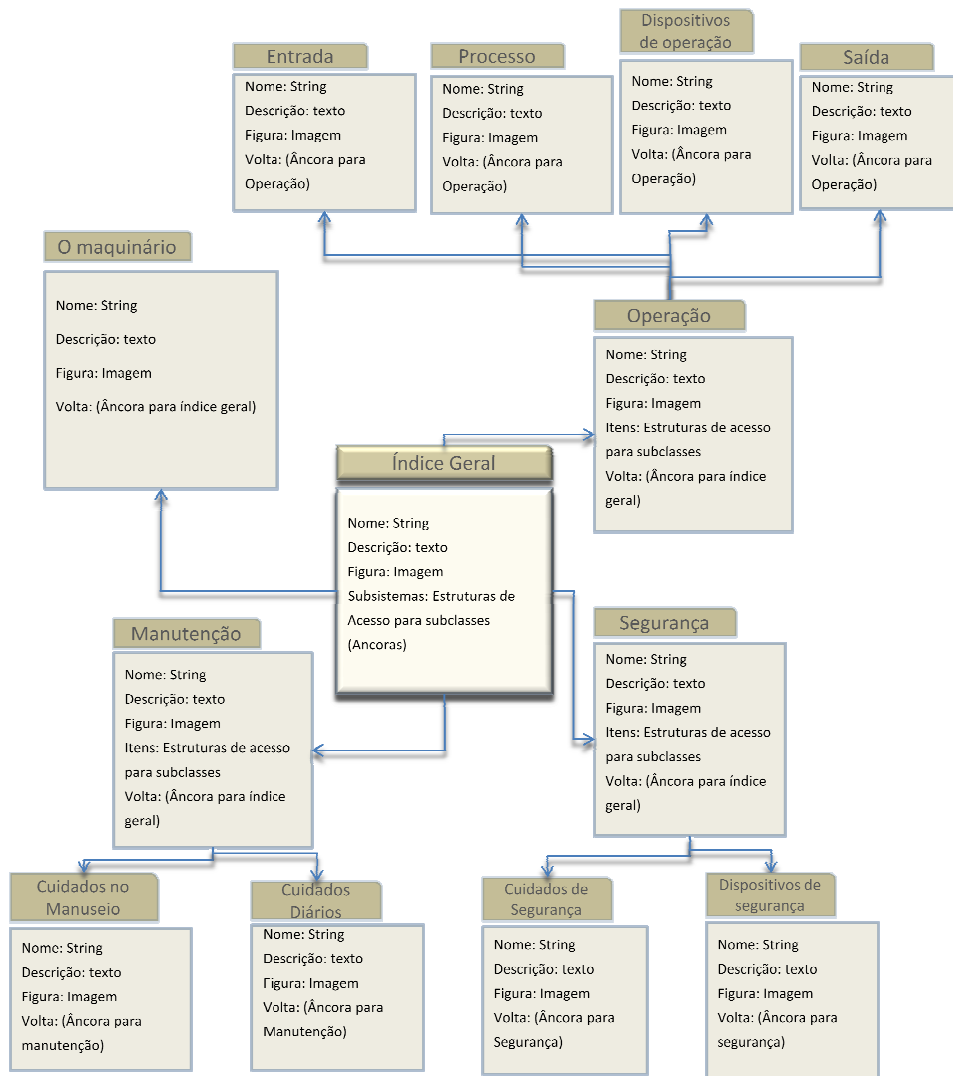 Entrada
Nome: String
Descrição: texto
Figura: Imagem
Volta: (Âncora para
Operação)
Processo
Nome: String
Descrição: texto
Figura: Imagem
Volta: (Âncora para
Operação)
Dispositivos
de operação
Nome: String
Descrição: texto
Figura: Imagem
Volta: (Âncora para
Operação)
Saída
Nome: String
Descrição: texto
Figura: Imagem
Volta: (Âncora para
Operação)
O maquinário
Nome: String
Descrição: texto
Figura: Imagem
Volta: (Âncora para índice geral)
Operação
Nome: String
Descrição: texto
Figura: Imagem
Itens: Estruturas de acesso
para subclasses
Volta: (Âncora para índice
geral)
Índice Geral
Nome: String
Descrição: texto
Figura: Imagem
Subsistemas: Estruturas de
Acesso para subclasses
(Ancoras)
Manutenção
Nome: String
Descrição: texto
Figura: Imagem
Itens: Estruturas de acesso
para subclasses
Volta: (Âncora para índice
geral)
Segurança
Nome: String
Descrição: texto
Figura: Imagem
Itens: Estruturas de acesso
para subclasses
Volta: (Âncora para índice
geral)
Cuidados no
Manuseio
Nome: String
Descrição: texto
Figura: Imagem
Volta: (Âncora para
manutenção)
Cuidados
Diários
Nome: String
Descrição: texto
Figura: Imagem
Volta: (Âncora para
Manutenção)
Cuidados de
Segurança
Nome: String
Descrição: texto
Figura: Imagem
Volta: (Âncora para
Segurança)
Dispositivos de
segurança
Nome: String
Descrição: texto
Figura: Imagem
Volta: (Âncora para
segurança)